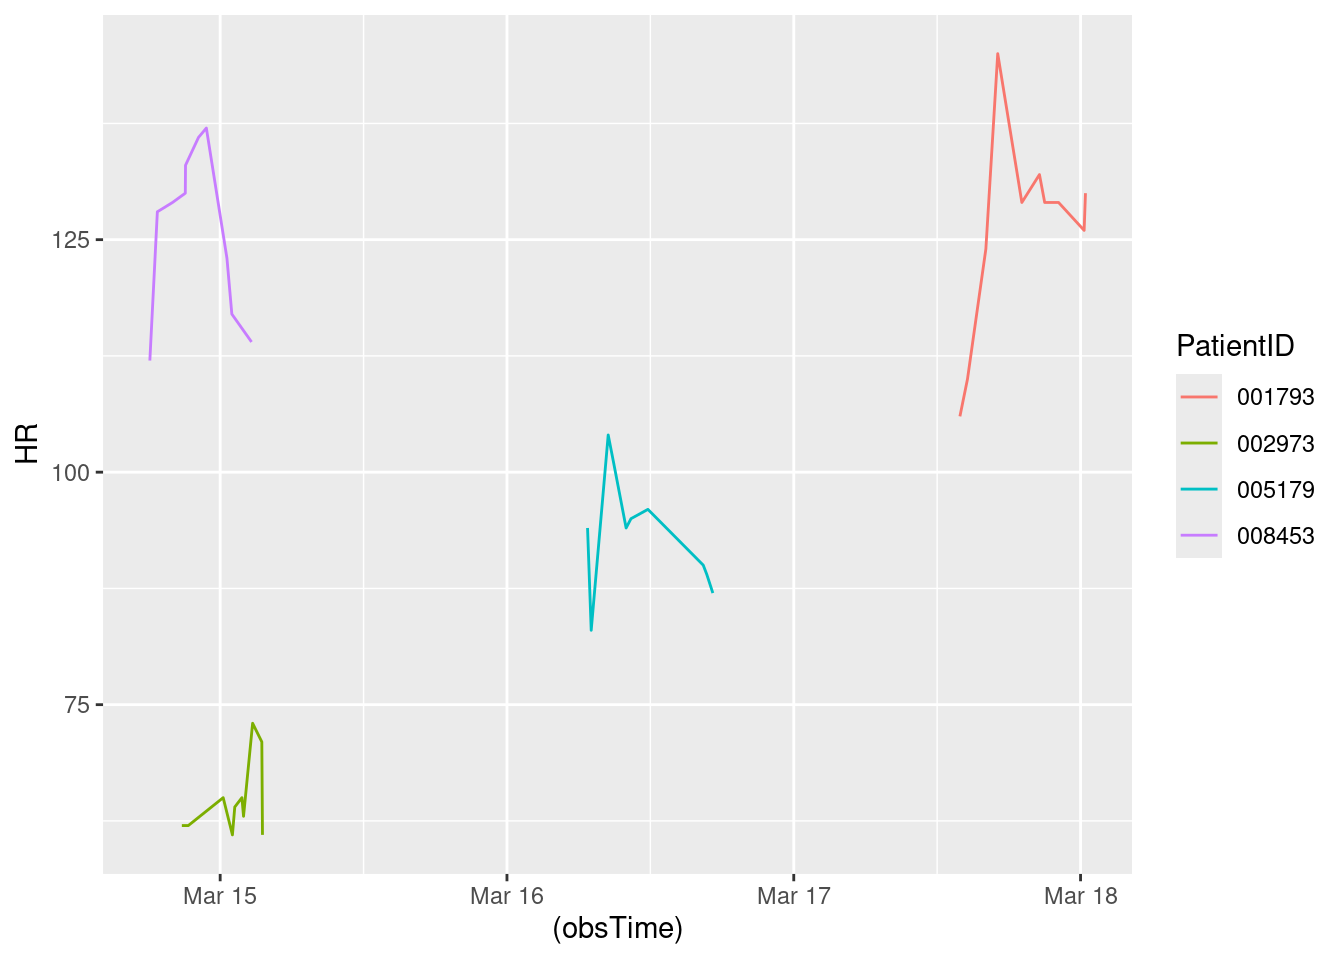 HR
125
100
75
Mar 15
Mar 16
Mar 17
Mar 18
(obsTime)
PatientID
001793
002973
005179
008453